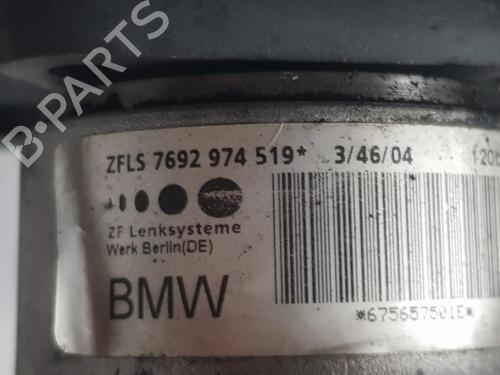 B-PARTS
ZFLS 7692 974 519* 3/46/04
ZF Lenksysteme
Werk Berlin(DE)
BMW
*675657501E*